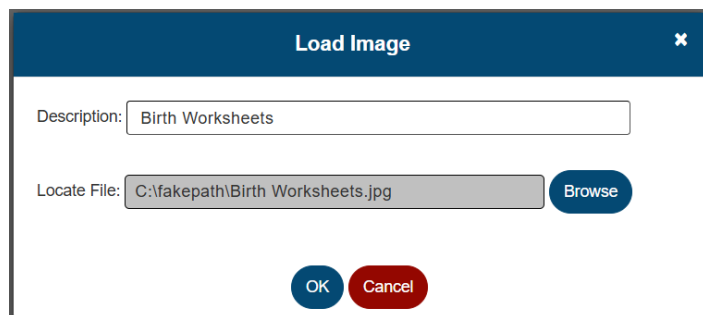 Load Image
Description: Birth Worksheets
Locate File: C:\fakepath\Birth Worksheets.jpg Browse
OK Cancel